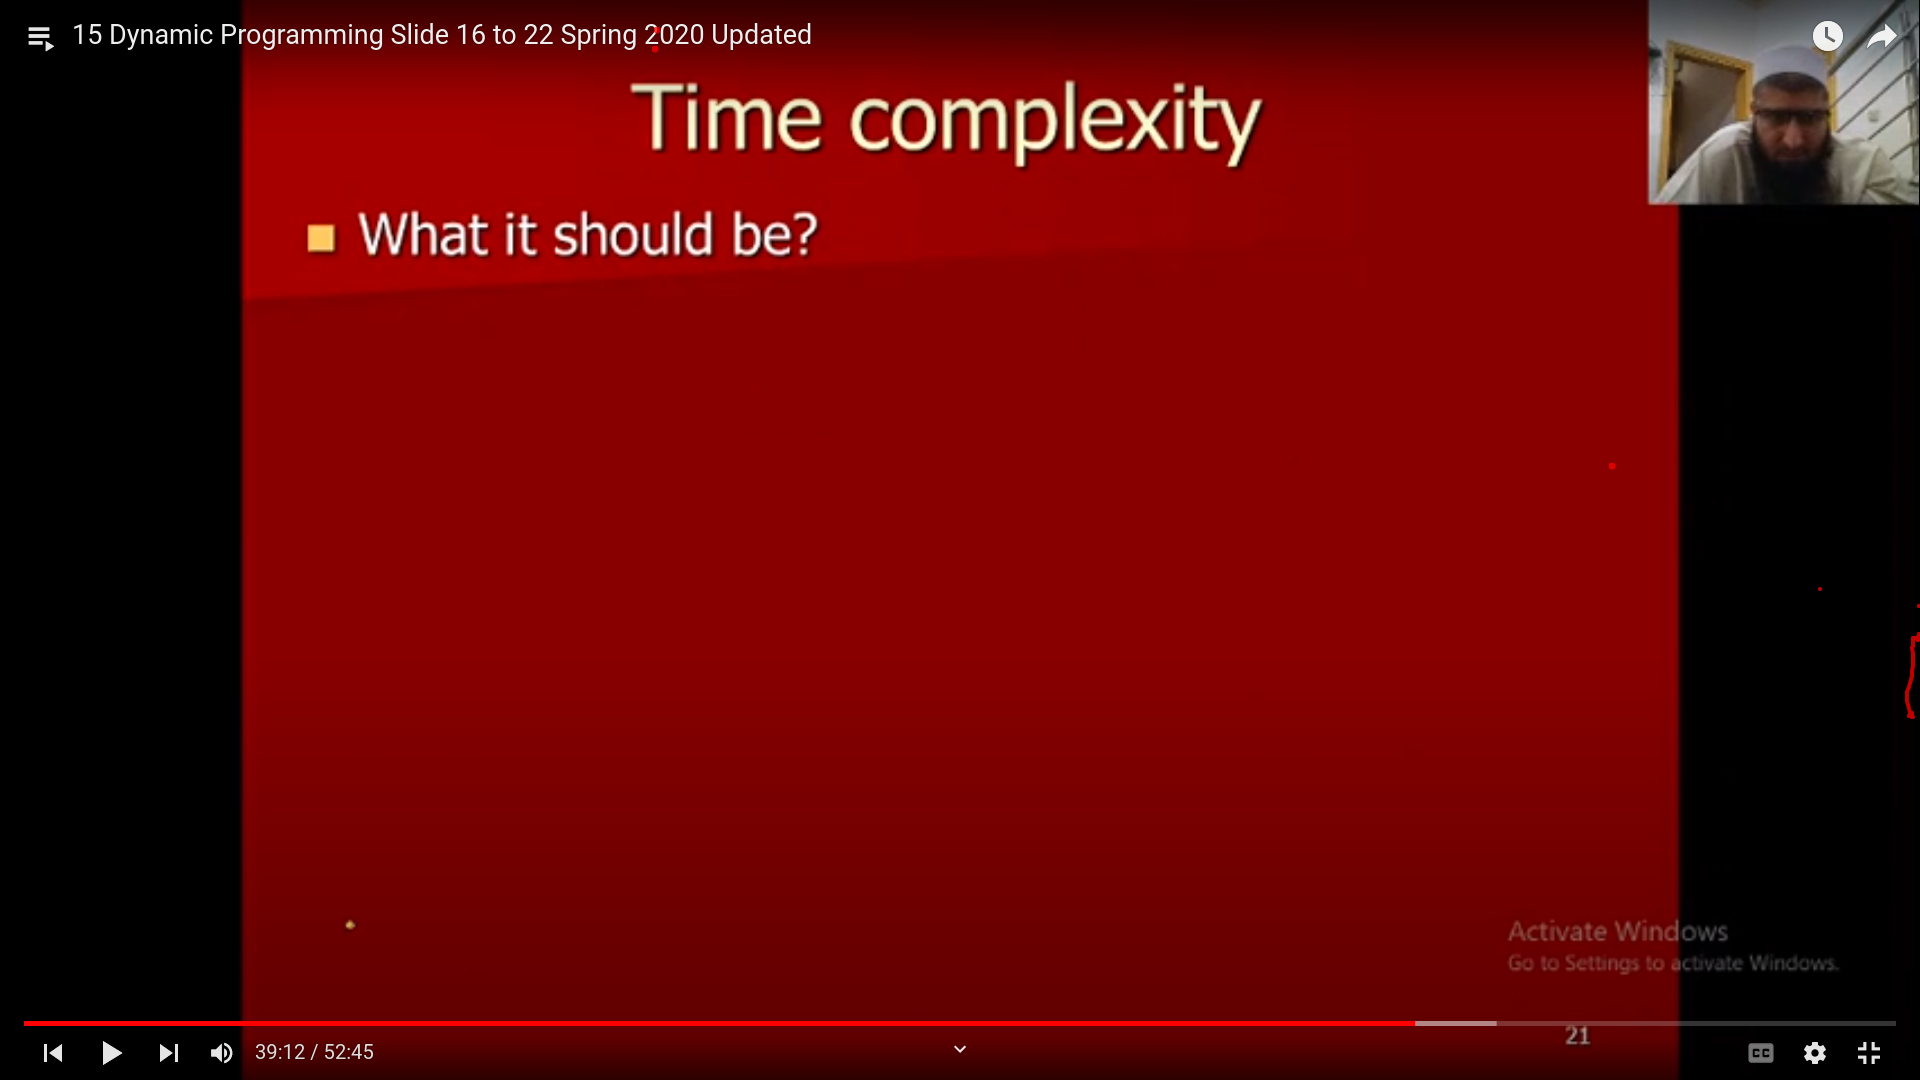 15 Dynamic Programming Slide 16 to 22 Spring 2020 Updated
Time complexity
What it should be?
Activate Windows
Go to Settings to activate Windows.
21
39:12 / 52:45
CC